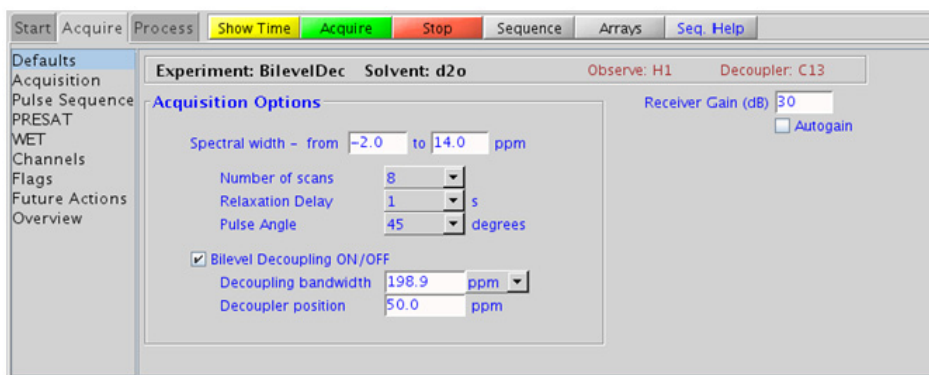 Start Acquire Process Show Time Acquire Stop Sequence Arrays Seq. Help
Defaults
Acquisition
Pulse Sequence
PRESAT
WET
Channels
Flags
Future Actions
Overview
Experiment: BilevelDec Solvent: d2o Observe: H1 Decoupler: C13
Acquisition Options
Receiver Gain (dB) 30
Autogain
Spectral width - from -2.0 to 14.0 ppm
Number of scans 8
Relaxation Delay 1 s
Pulse Angle 45 degrees
Bilevel Decoupling ON/OFF
Decoupling bandwidth 198.9 ppm
Decoupler position 50.0 ppm